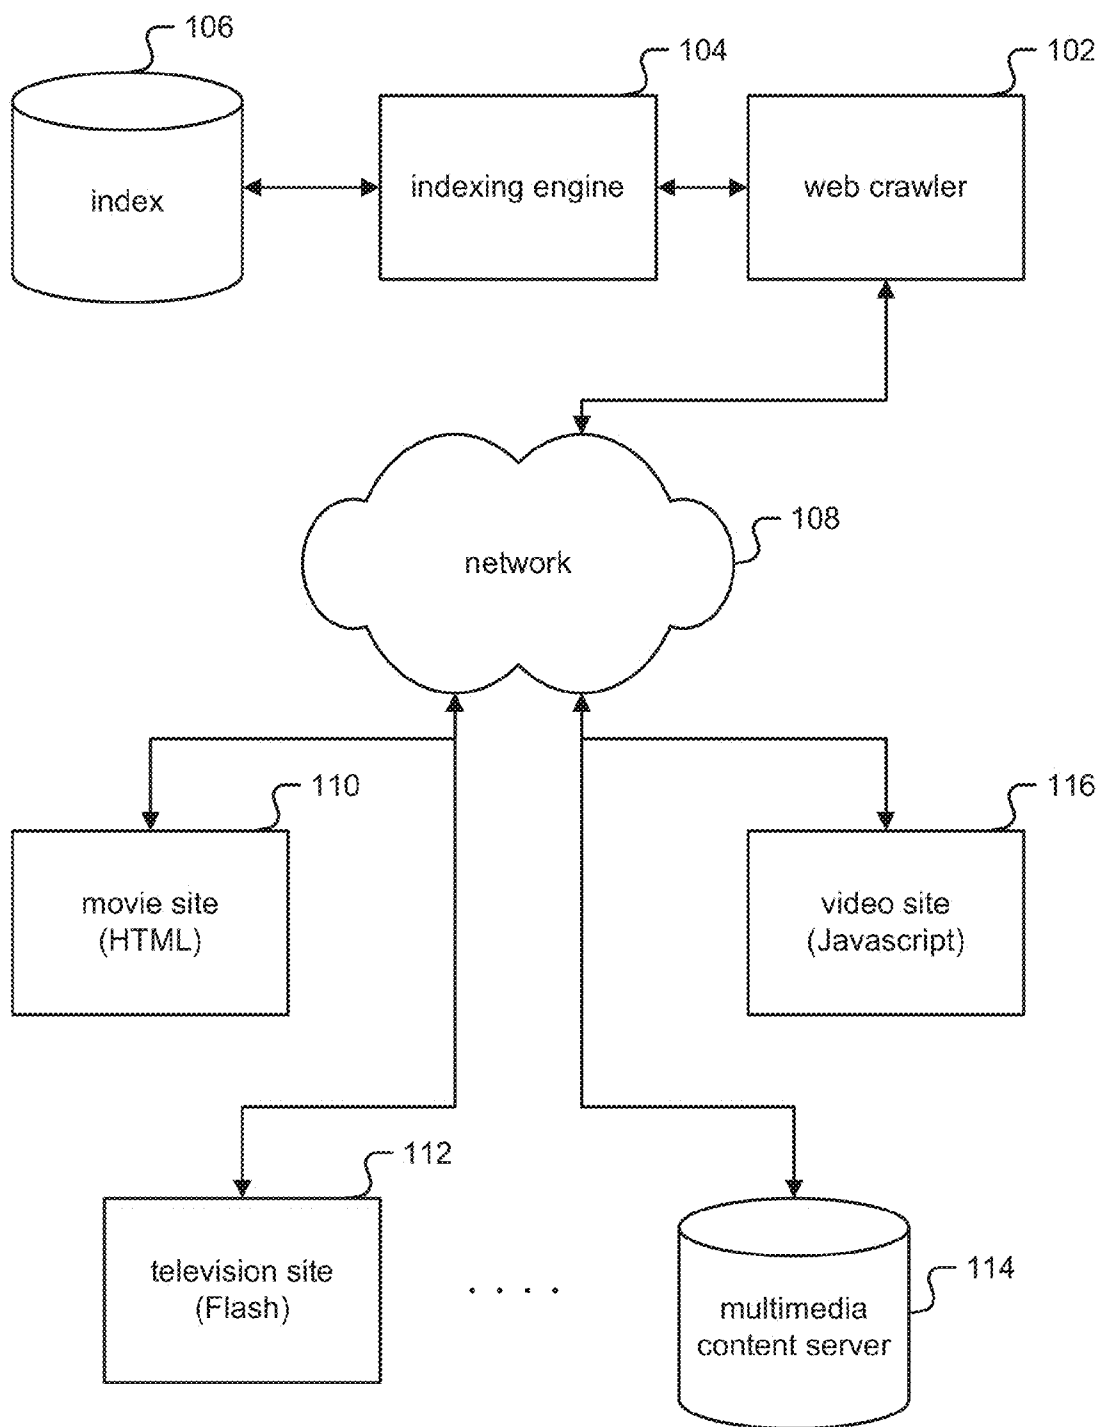 106
104
102
index
indexing engine
web crawler
108
network
110
116
movie site
(HTML)
video site
(Javascript)
112
television site
(Flash)
. . . .
114
multimedia
content server